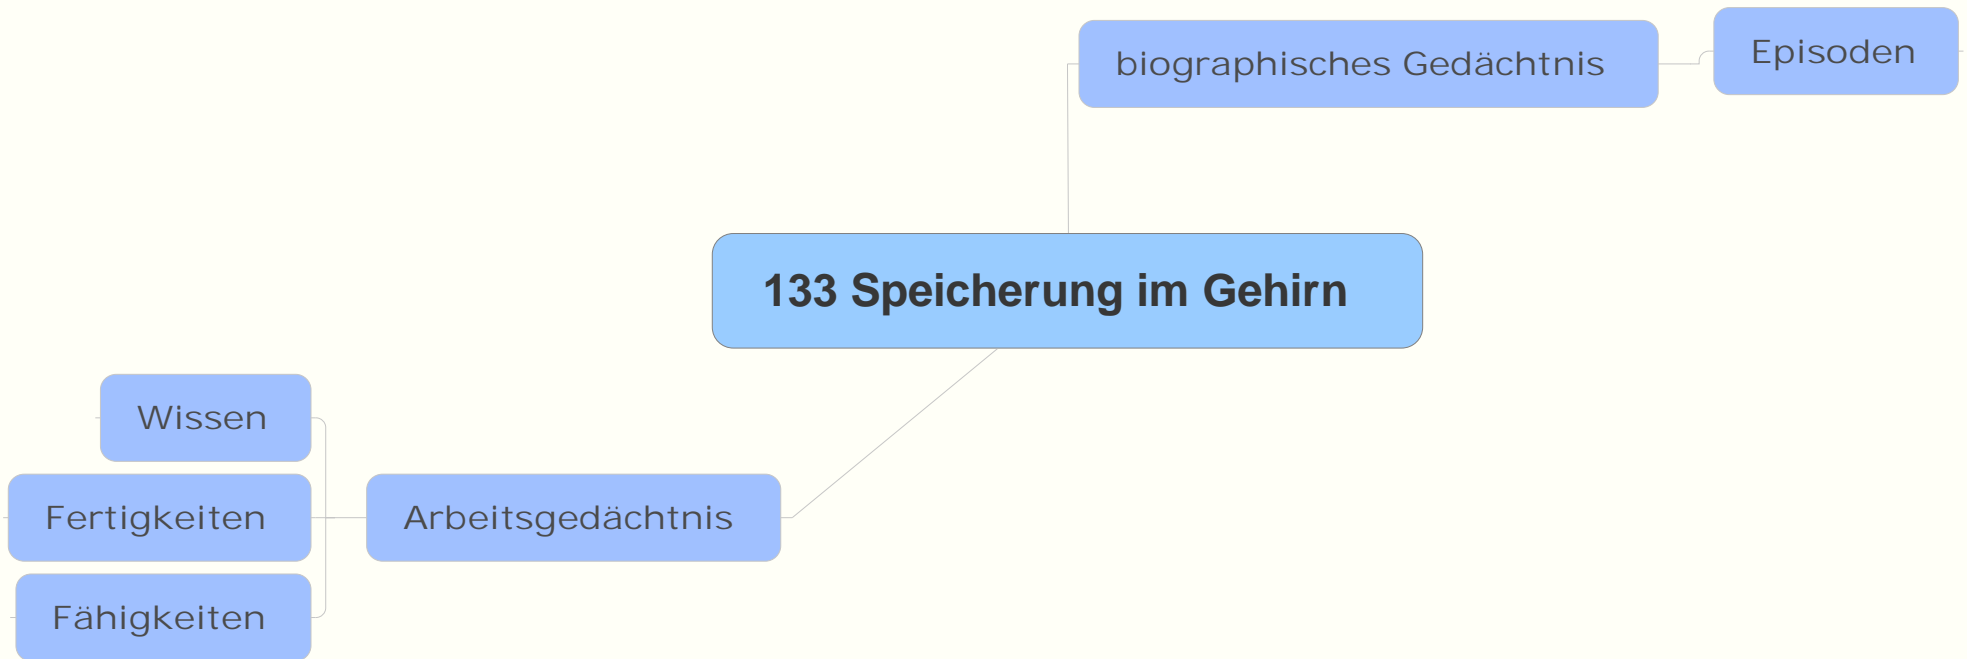 biographisches Gedächtnis
Episoden
133 Speicherung im Gehirn
Wissen
Fertigkeiten
Arbeitsgedächtnis
Fähigkeiten